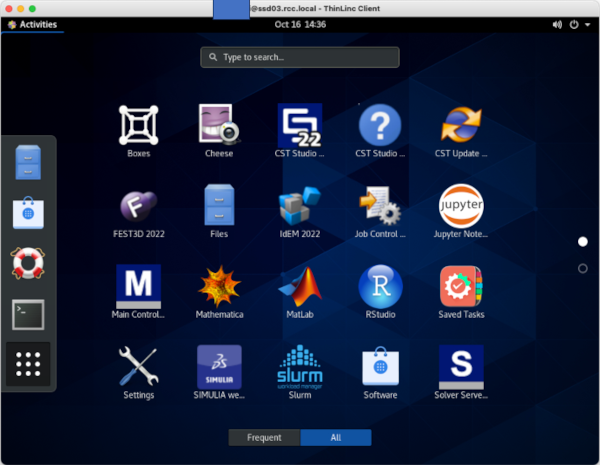 @ssd03.rcc.local - ThinLinc Client
Activities
Oct 16 14:36
Type to search...
22
Boxes
Cheese
CST Studio ...
CST Studio ...
CST Update ...
F
jupyter
FEST3D 2022
Files
IdEM 2022
Job Control ...
Jupyter Note...
M
R
Main Control...
Mathematica
MatLab
RStudio
Saved Tasks
SIMULIA
slurm
workload manager
S
Settings
SIMULIA we...
Slurm
Software
Solver Serve...
Frequent
All